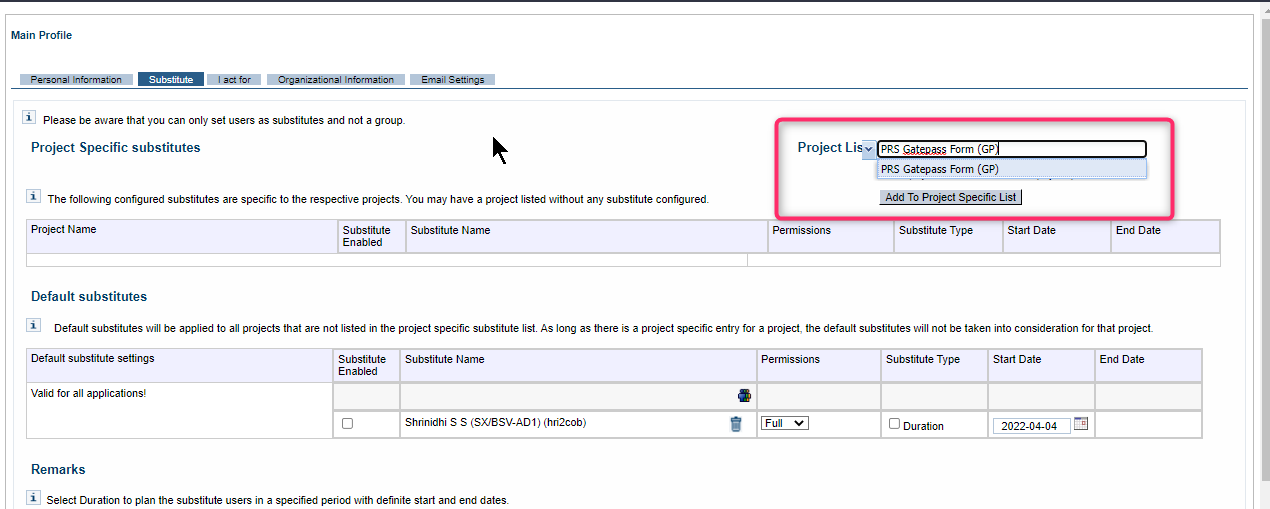 Main Profile
Personal Information Substitute I act for Organizational Information Email Settings
Please be aware that you can only set users as substitutes and not a group.
Project Specific substitutes
Project Lis PRS Gatepass Form (GP)
PRS Gatepass Form (GP)
Add To Project Specific List
The following configured substitutes are specific to the respective projects. You may have a project listed without any substitute configured.
Project Name Substitute Enabled Substitute Name Permissions Substitute Type Start Date End Date
Default substitutes
Default substitutes will be applied to all projects that are not listed in the project specific substitute list. As long as there is a project specific entry for a project, the default substitutes will not be taken into consideration for that project.
Default substitute settings Substitute Enabled Substitute Name Permissions Substitute Type Start Date End Date
Valid for all applications!
Shrinidhi S S (SX/BSV-AD1) (hri2cob) Full Duration 2022-04-04
Remarks
Select Duration to plan the substitute users in a specified period with definite start and end dates.